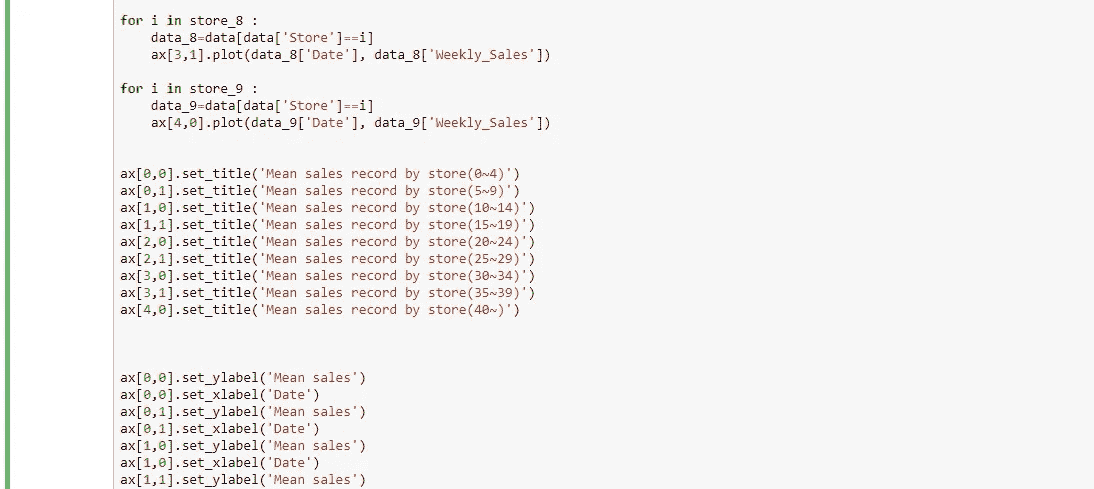 for i in store_8 :
    data_8=data[data['Store']==i]
    ax[3,1].plot(data_8['Date'], data_8['Weekly_Sales'])
for i in store_9 :
    data_9=data[data['Store']==i]
    ax[4,0].plot(data_9['Date'], data_9['Weekly_Sales'])
ax[0,0].set_title('Mean sales record by store(0~4)')
ax[0,1].set_title('Mean sales record by store(5~9)')
ax[1,0].set_title('Mean sales record by store(10~14)')
ax[1,1].set_title('Mean sales record by store(15~19)')
ax[2,0].set_title('Mean sales record by store(20~24)')
ax[2,1].set_title('Mean sales record by store(25~29)')
ax[3,0].set_title('Mean sales record by store(30~34)')
ax[3,1].set_title('Mean sales record by store(35~39)')
ax[4,0].set_title('Mean sales record by store(40~)')
ax[0,0].set_ylabel('Mean sales')
ax[0,0].set_xlabel('Date')
ax[0,1].set_ylabel('Mean sales')
ax[0,1].set_xlabel('Date')
ax[1,0].set_ylabel('Mean sales')
ax[1,0].set_xlabel('Date')
ax[1,1].set_ylabel('Mean sales')